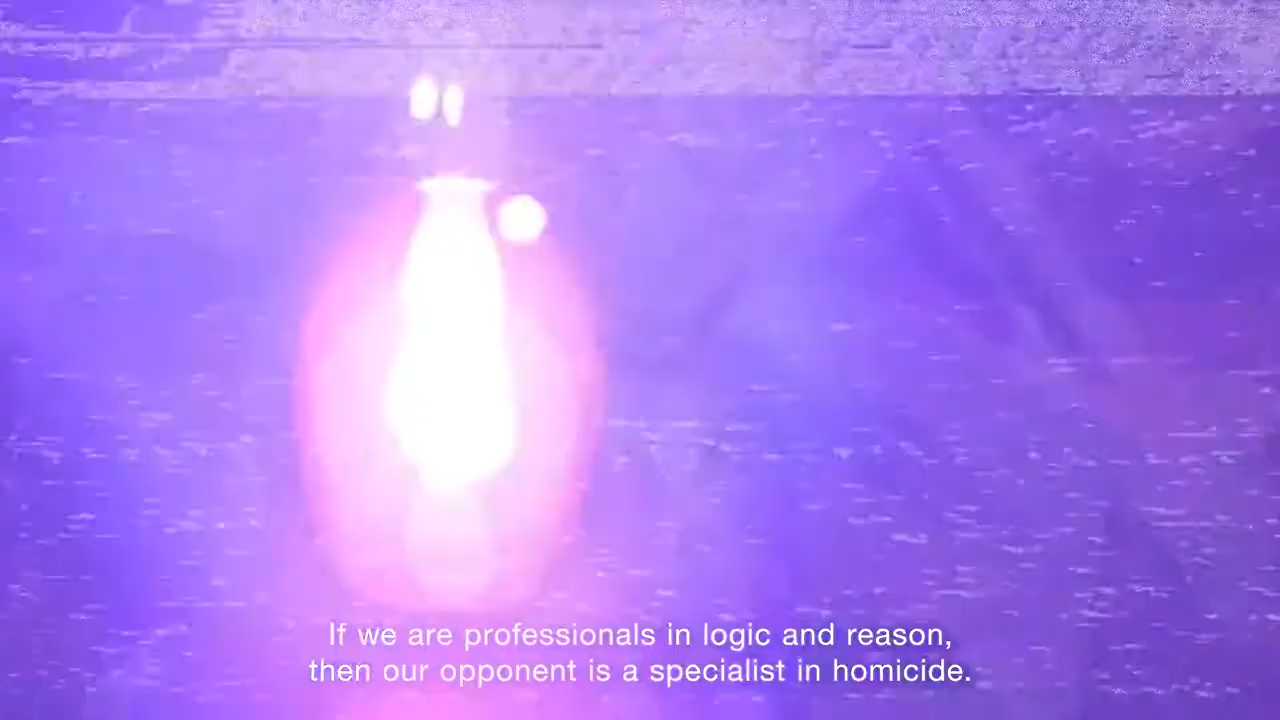 If we are professionals in logic and reason,
then our opponent is a specialist in homicide.